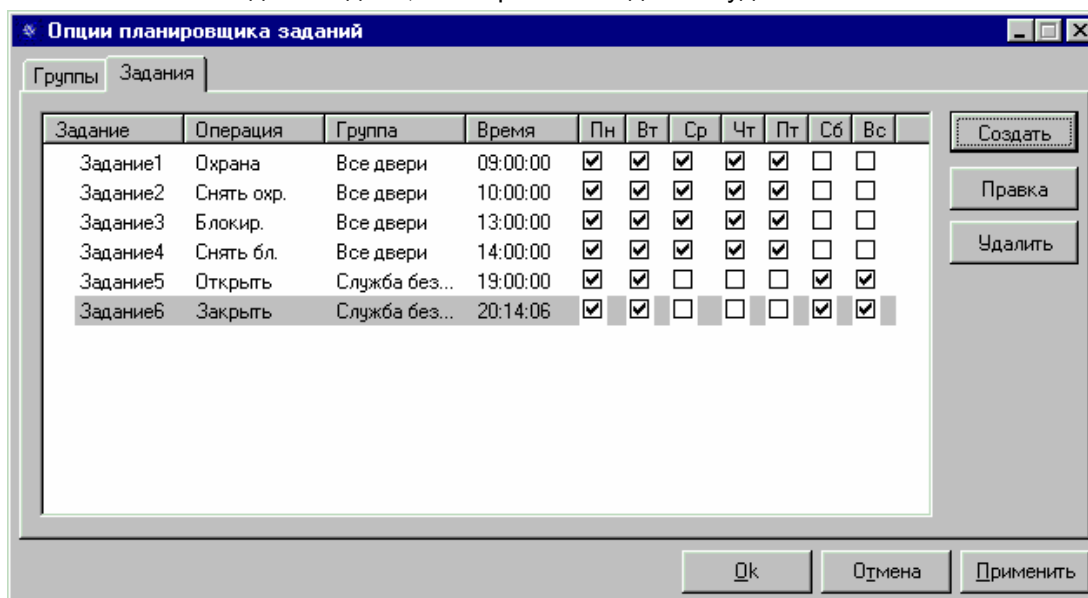 Опции планировщика заданий
Группы Задания
Задание Операция Группа Время Пн Вт Ср Чт Пт Сб Вс
Задание1 Охрана Все двери 09:00:00
Задание2 Снять охр. Все двери 10:00:00
Задание3 Блокир. Все двери 13:00:00
Задание4 Снять бл. Все двери 14:00:00
Задание5 Открыть Служба без... 19:00:00
Задание6 Закрыть Служба без... 20:14:06
Создать
Правка
Удалить
Ok Отмена Применить